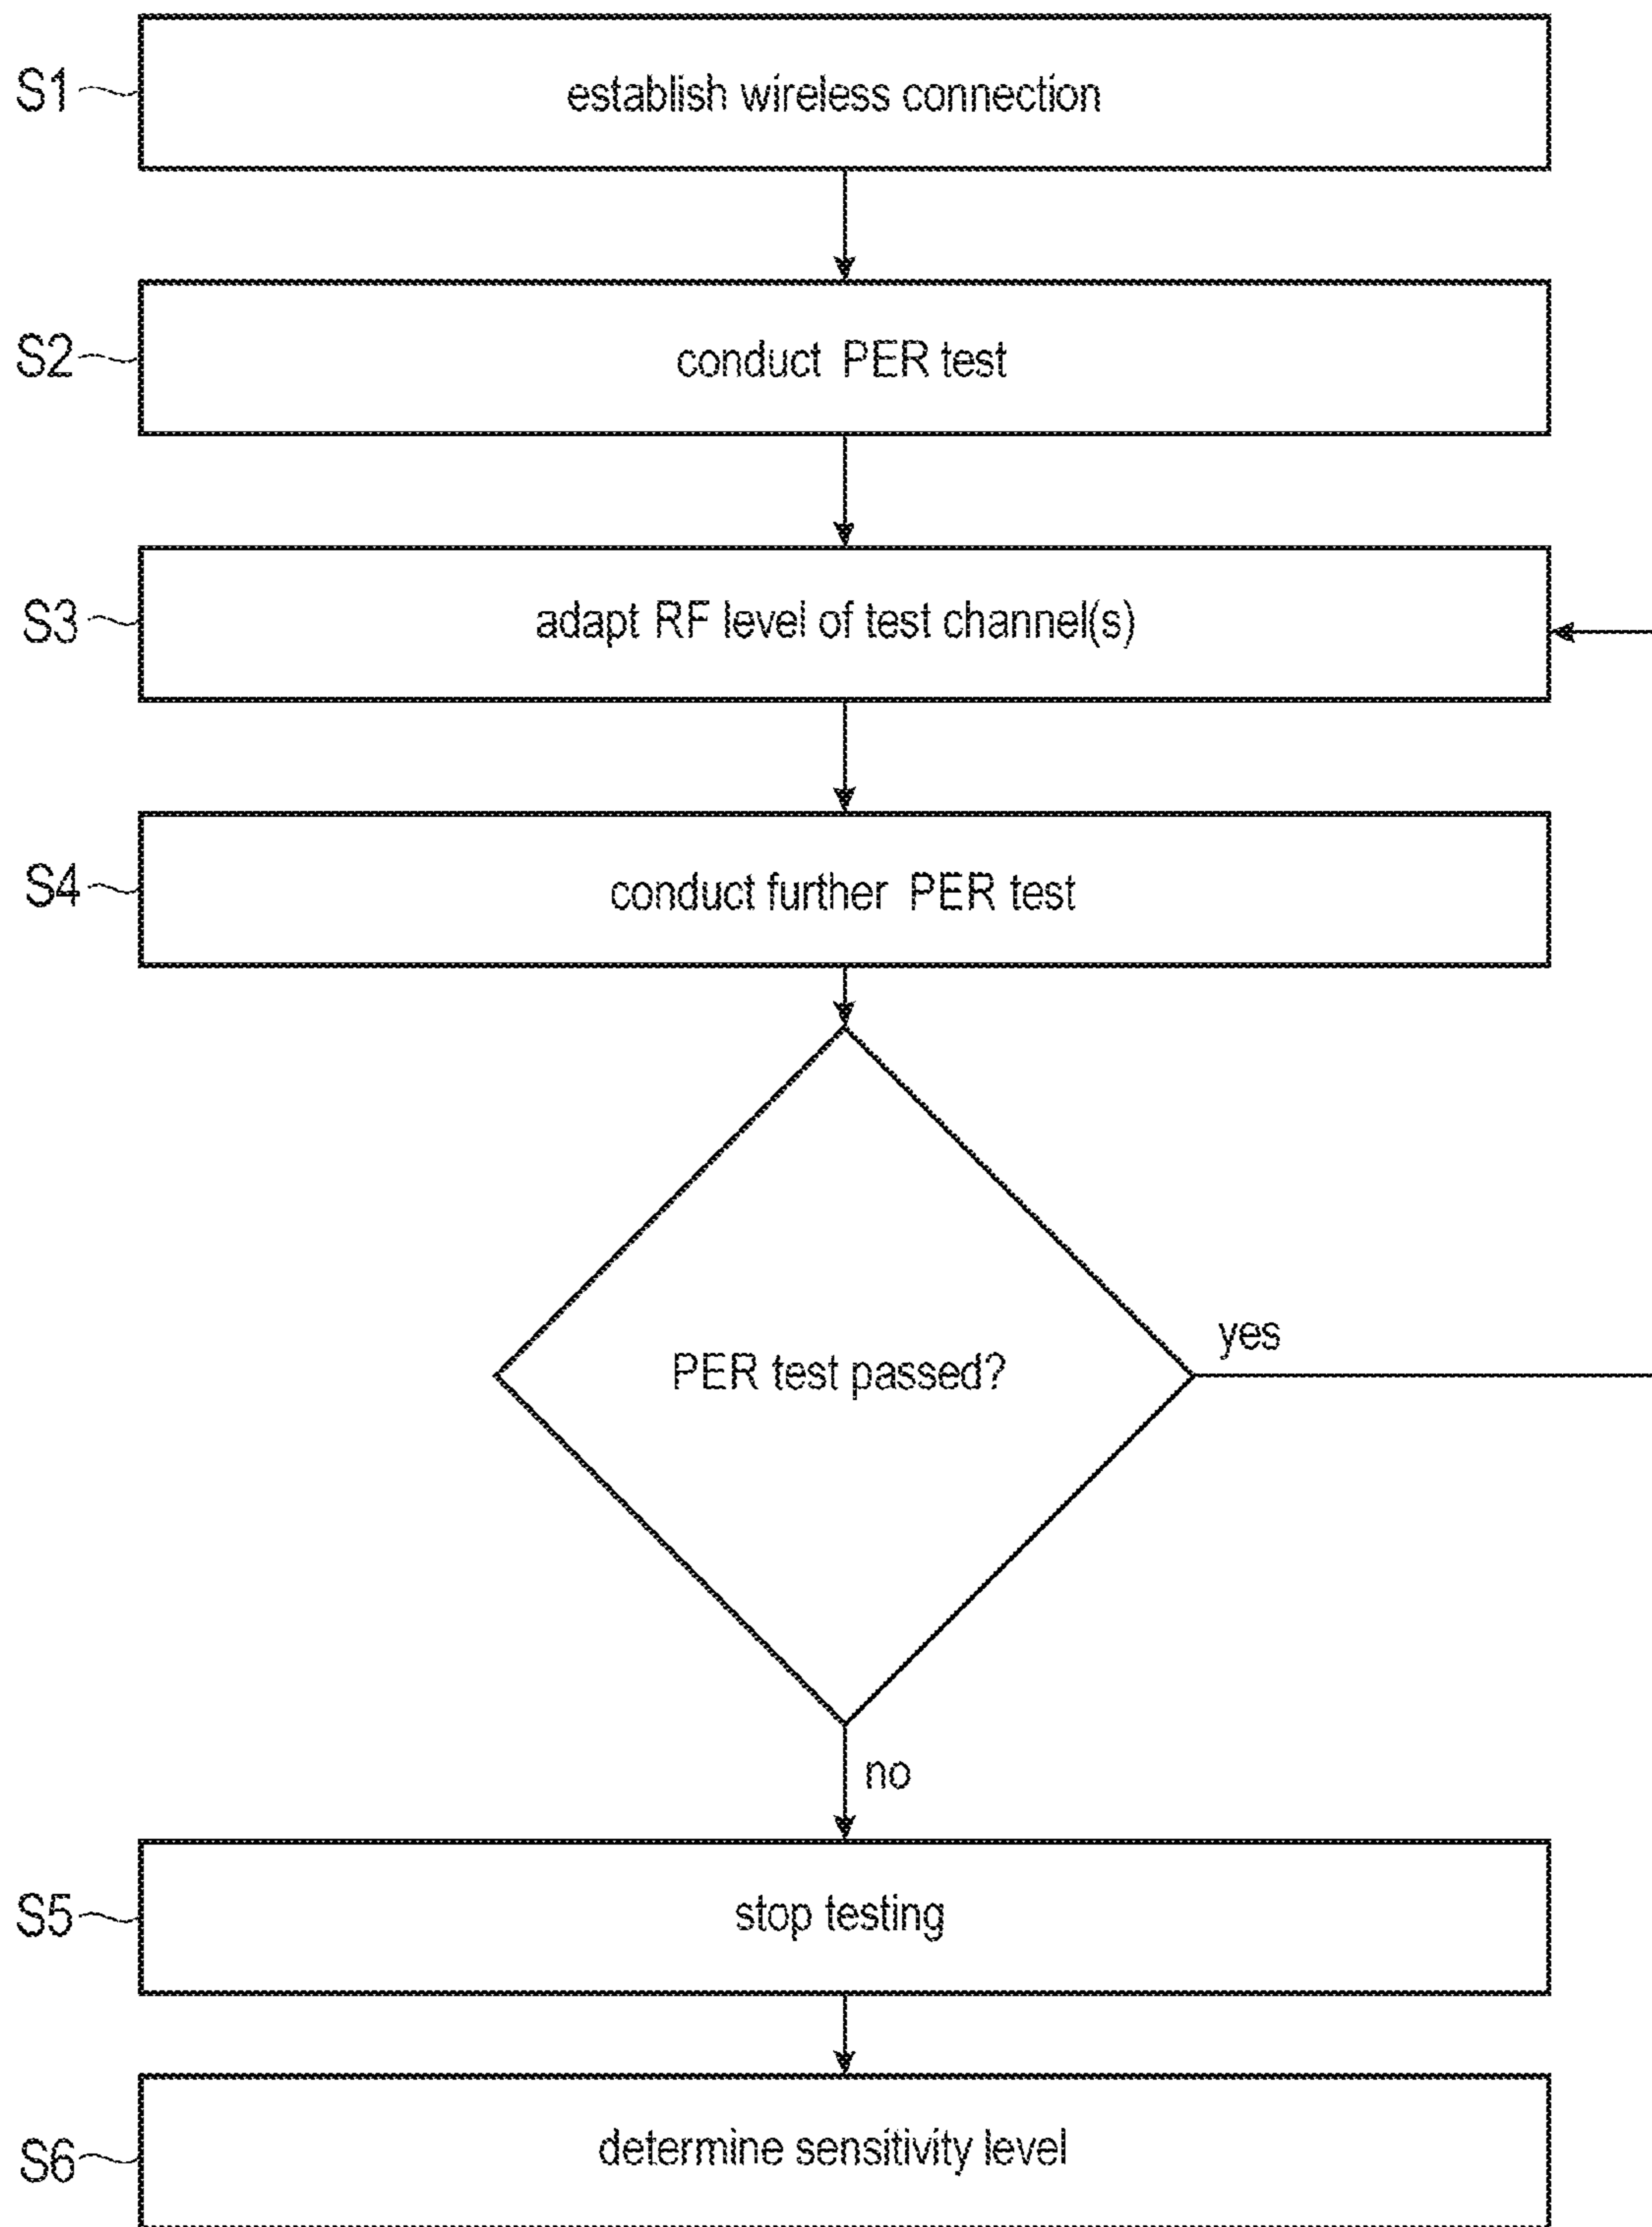 S1
establish wireless connection
S2
conduct PER test
S3
adapt RF level of test channel(s)
S4
conduct further PER test
PER test passed?
yes
no
S5
stop testing
S6
determine sensitivity level